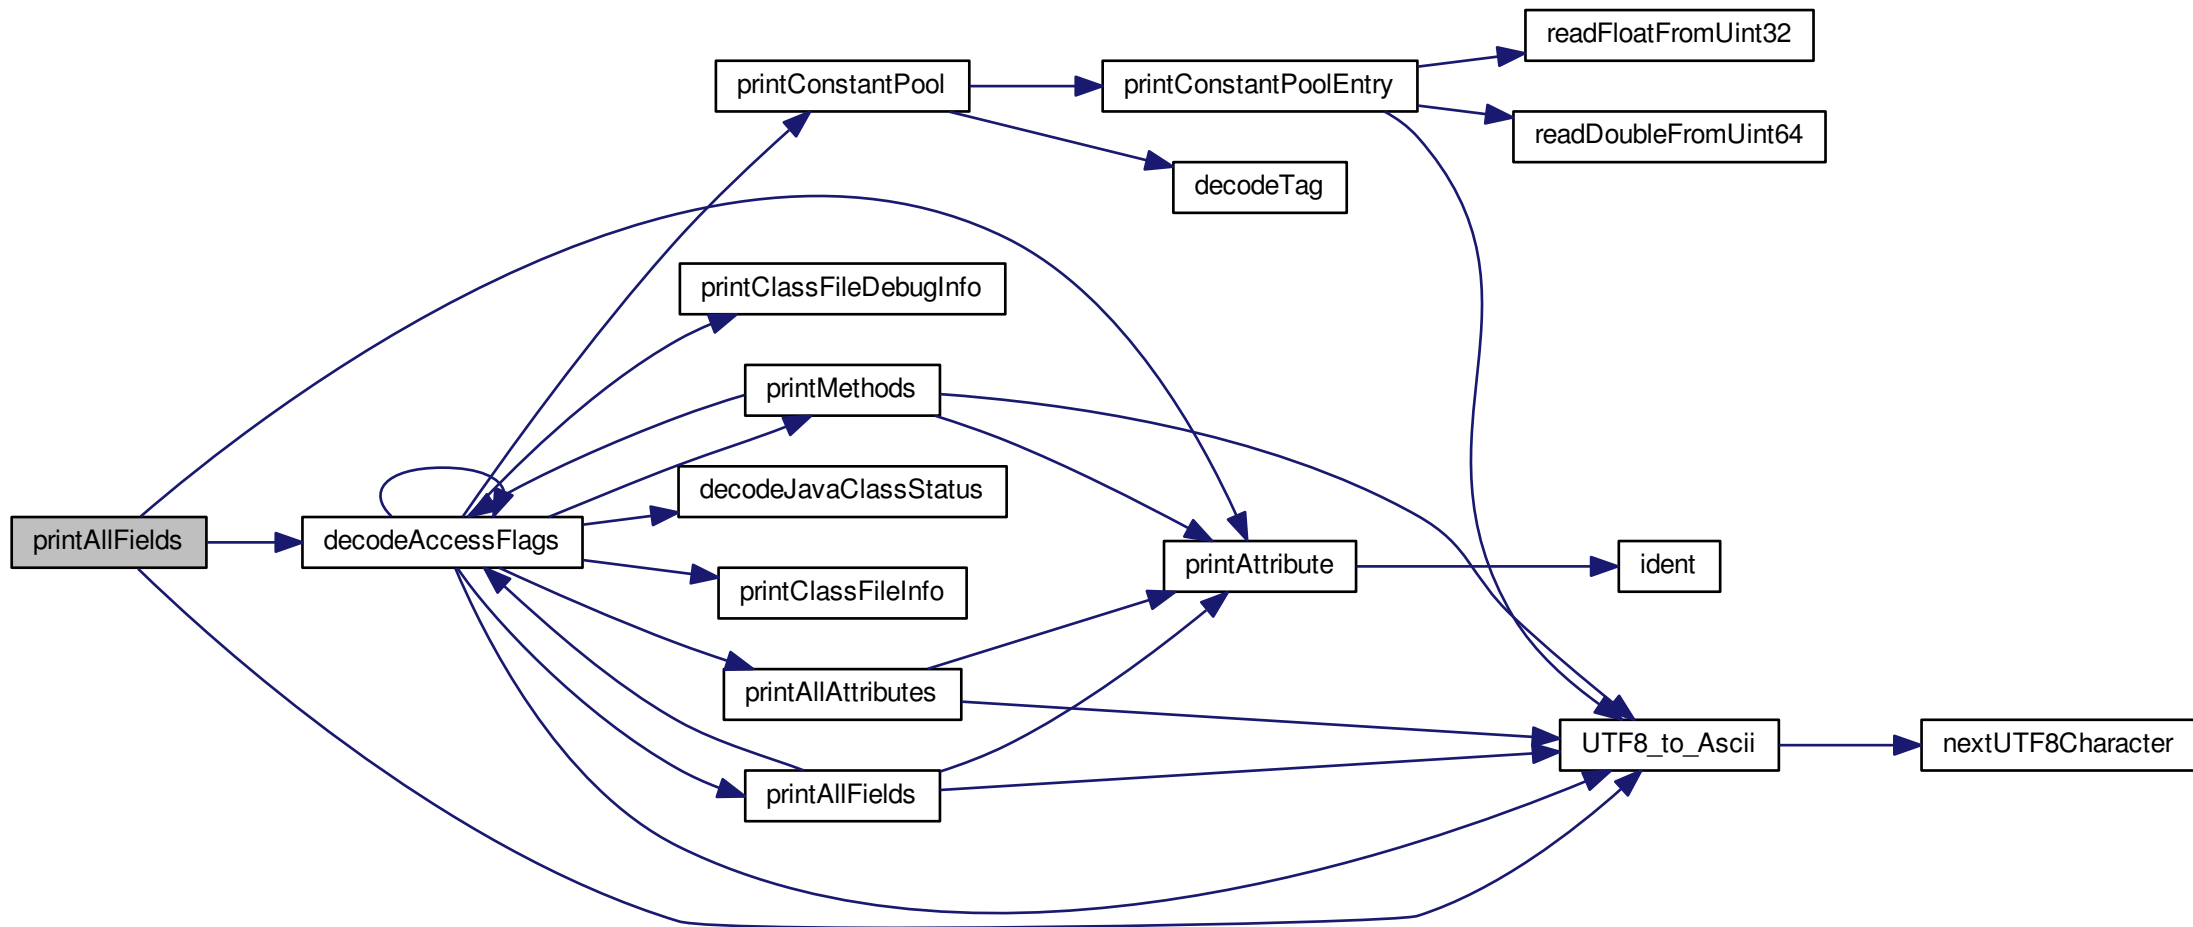 readFloatFromUint32
printConstantPool
printConstantPoolEntry
readDoubleFromUint64
decodeTag
printClassFileDebugInfo
printMethods
decodeJavaClassStatus
printAllFields
decodeAccessFlags
printAttribute
ident
printClassFileInfo
printAllAttributes
UTF8_to_Ascii
nextUTF8Character
printAllFields